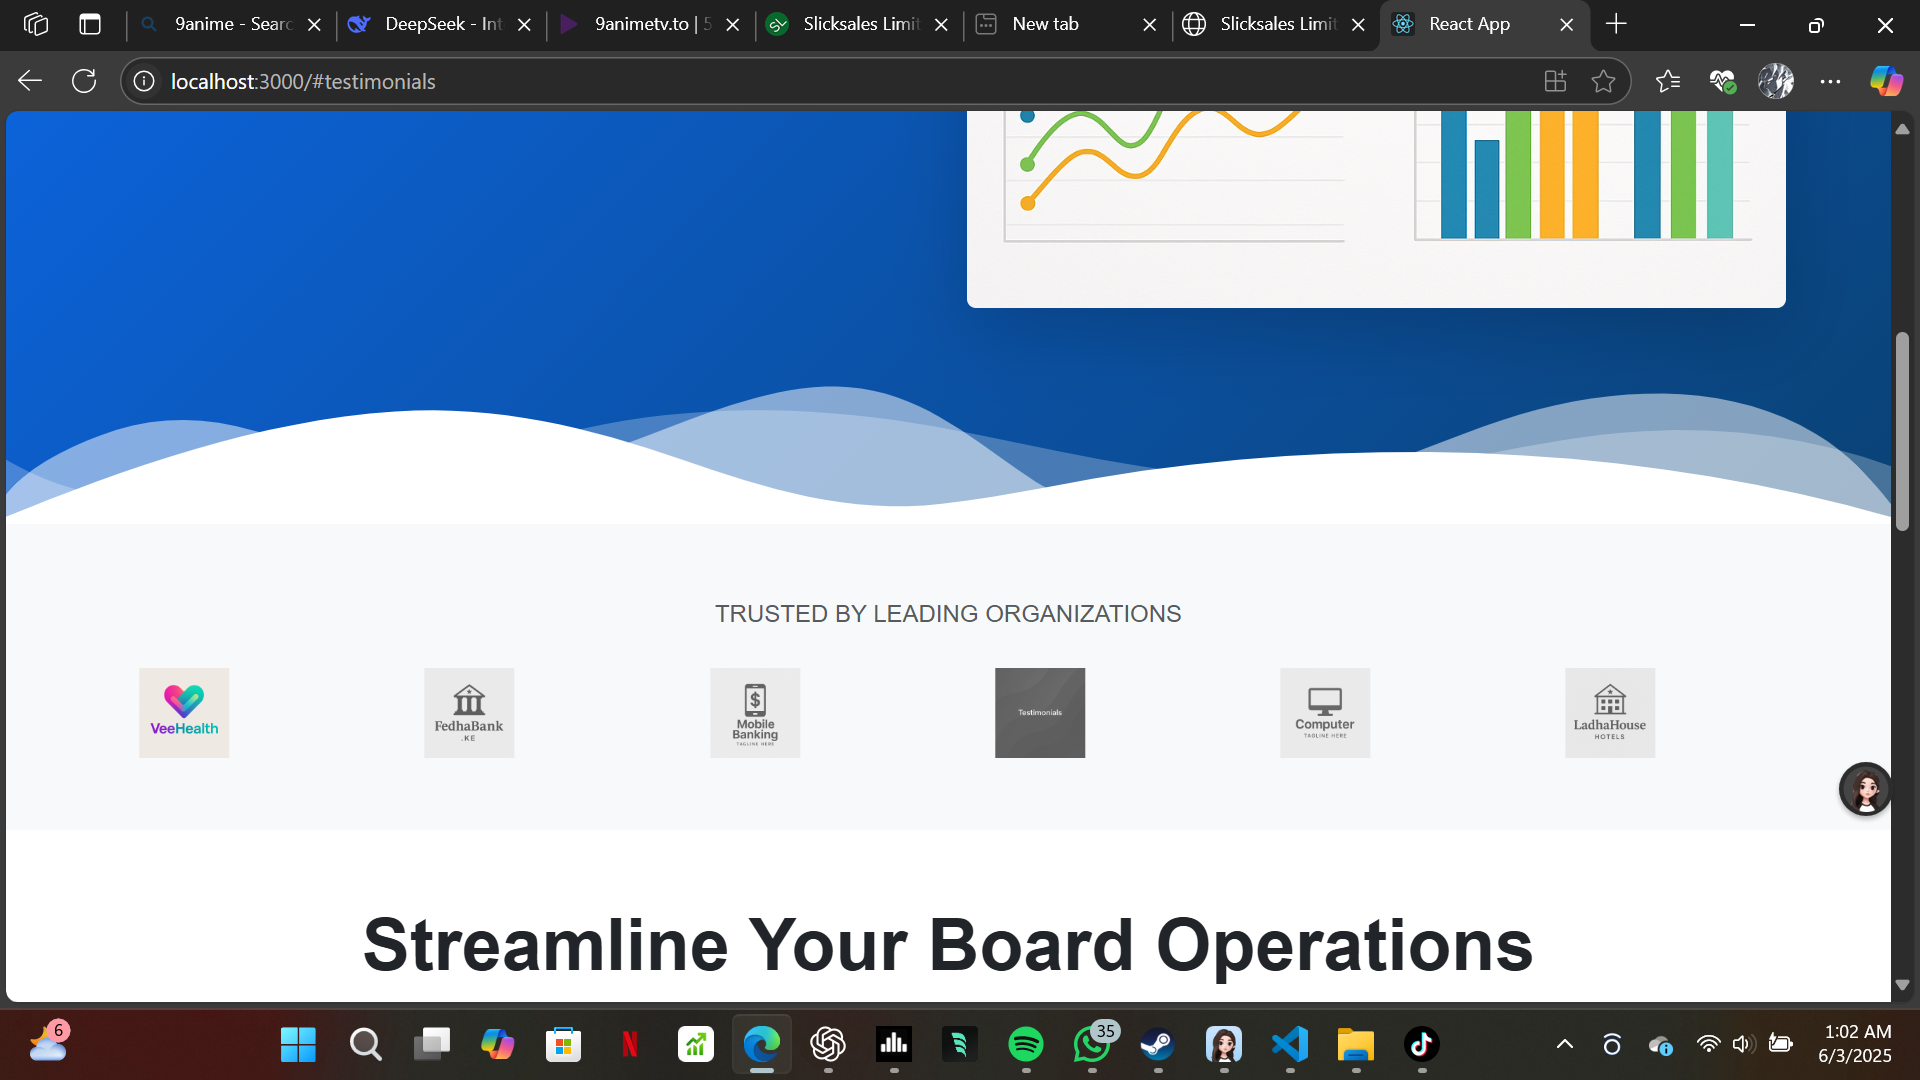 9anime - Searc
DeepSeek - Int
9animetv.to | 5
Slicksales Limit
New tab
Slicksales Limit
React App
localhost:3000/#testimonials
TRUSTED BY LEADING ORGANIZATIONS
VeeHealth
FedhaBank
.KE
Mobile
Banking
TAGLINE HERE
Testimonials
Computer
TAGLINE HERE
LadhaHouse
HOTELS
Streamline Your Board Operations
6
35
1:02 AM
6/3/2025